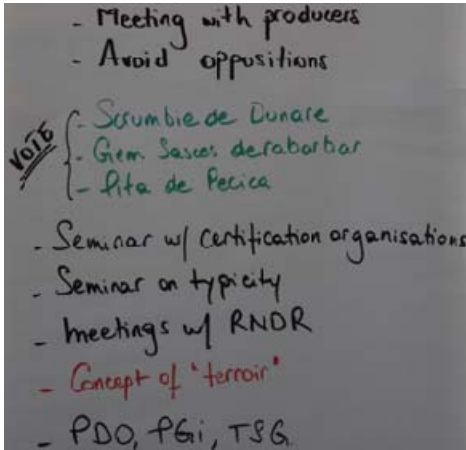 - Meeting with producers
- Avoid oppositions
VOTE
- Scrumbie de Dunare
- Gem Sasces de rabarbar
- Pita de Pecica
- Seminar w/ certification organisations
- Seminar on typicity
- meetings w/ RNDR
- Concept of "terroir"
- PDO, PGi, TSG